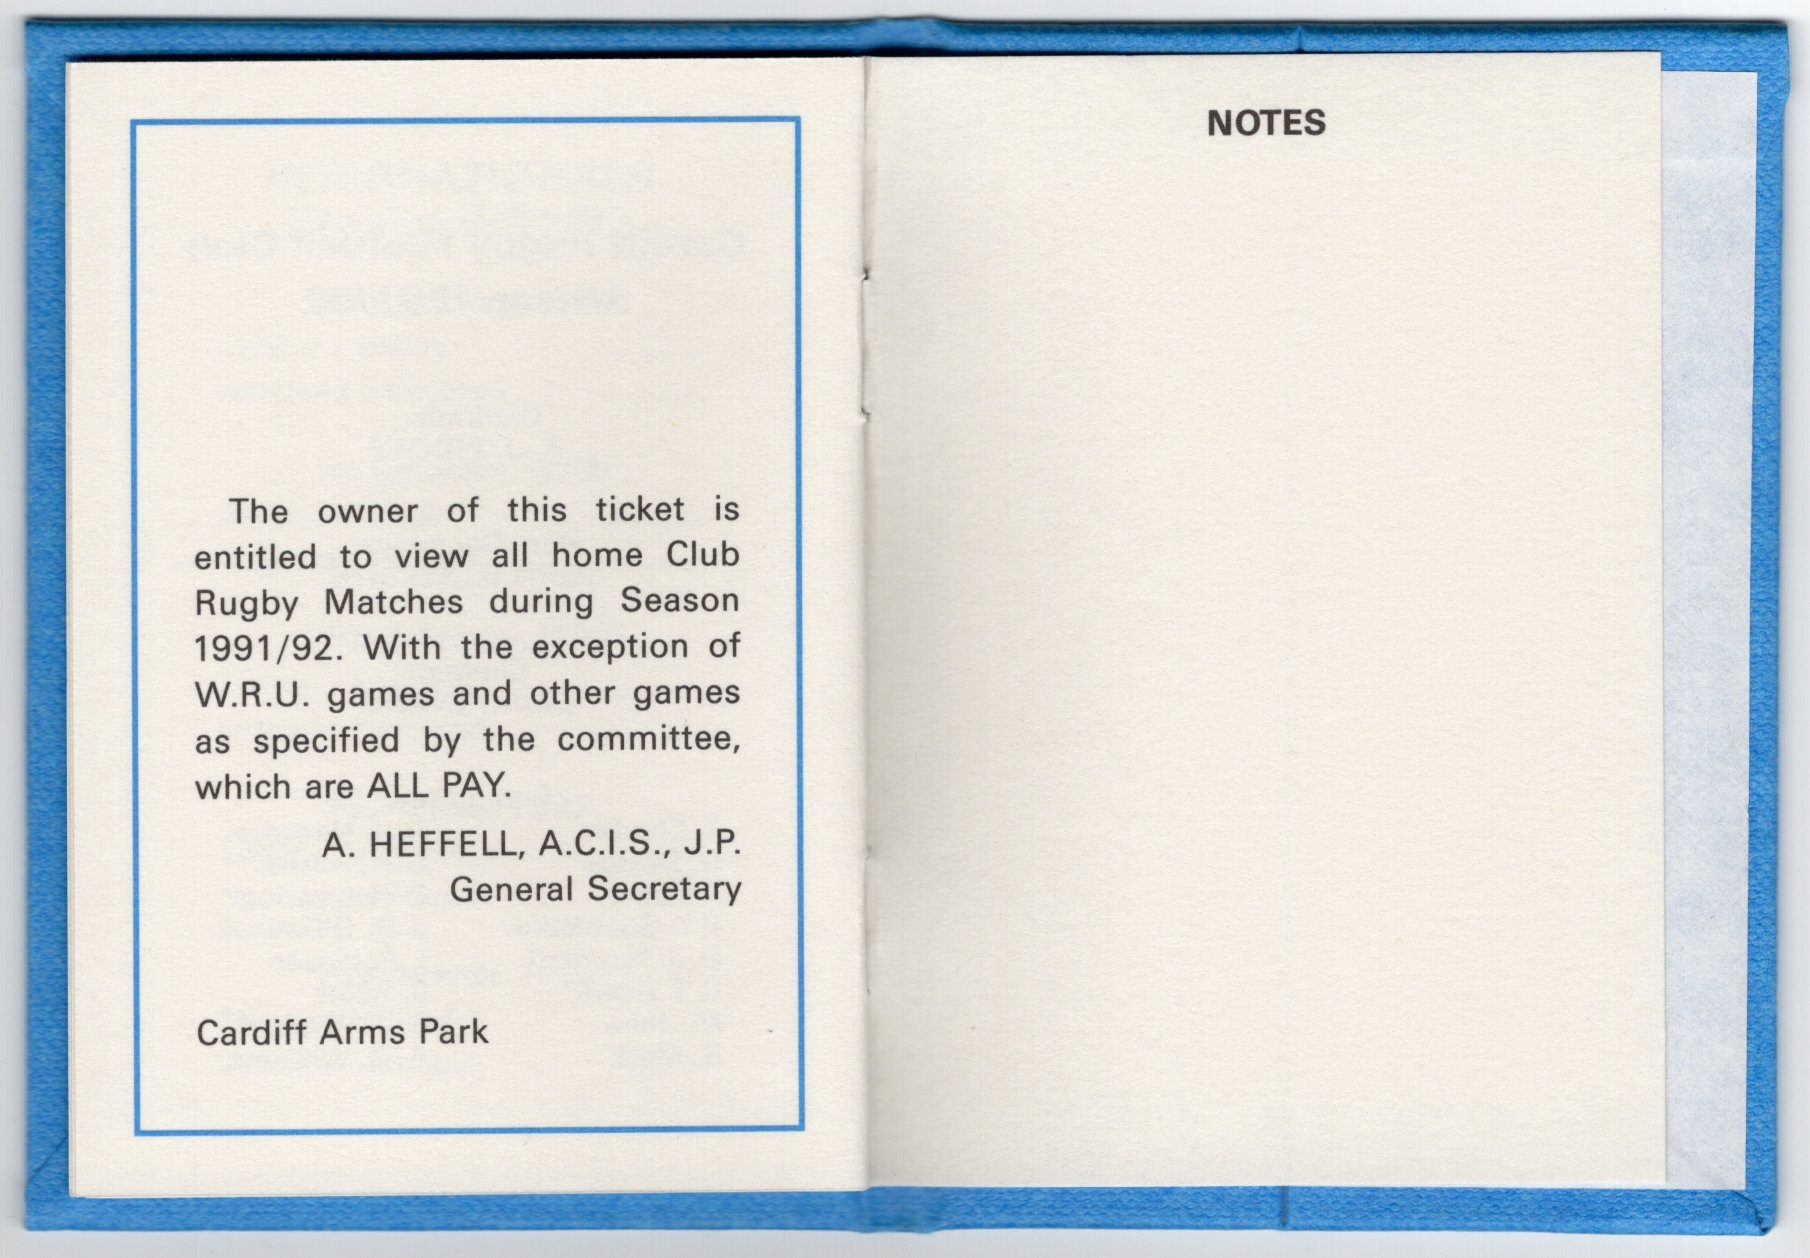 The owner of this ticket is
entitled to view all home Club
Rugby Matches during Season
1991/92. With the exception of
W.R.U. games and other games
as specified by the committee,
which are ALL PAY.
A. HEFFELL, A.C.I.S., J.P.
General Secretary
Cardiff Arms Park
NOTES